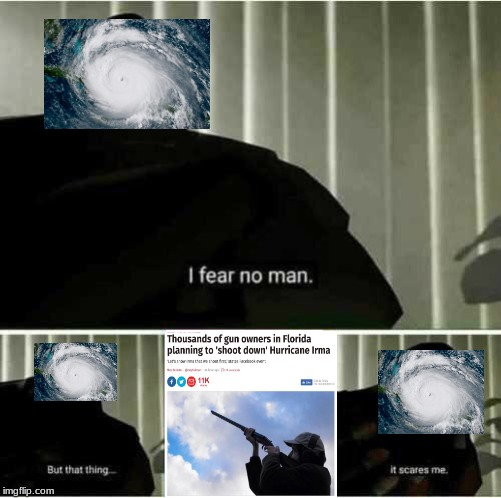 I fear no man.
But that thing...
Thousands of gun owners in Florida
planning to 'shoot down' Hurricane Irma
11K
it scares me.
imgflip.com